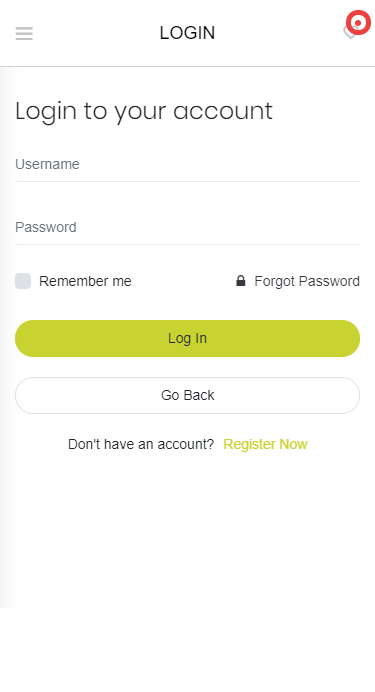 LOGIN
Login to your account
Username
Password
Remember me
Forgot Password
Log In
Go Back
Don't have an account? Register Now